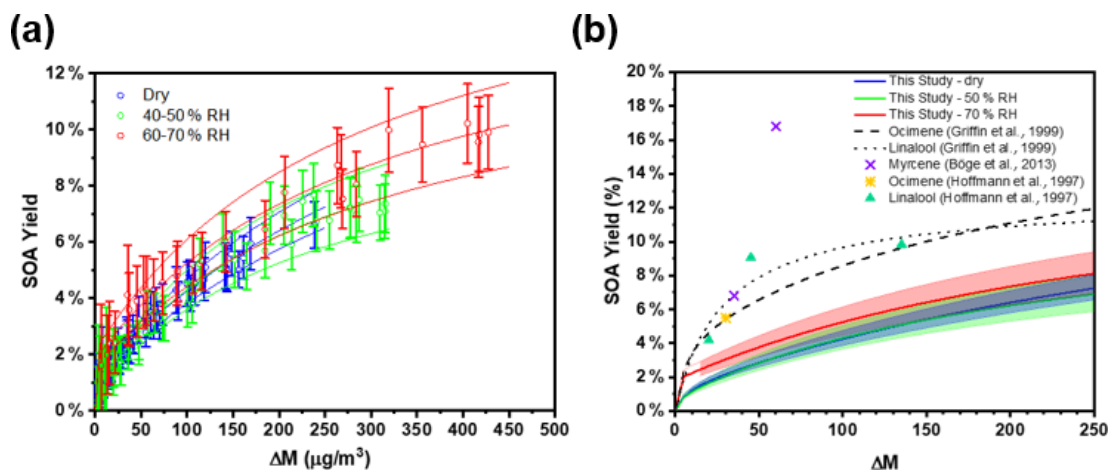 (a)
12 %
10 %
8 %
6 %
4 %
2 %
0 %
SOA Yield
Dry
40-50 % RH
60-70 % RH
0 50 100 150 200 250 300 350 400 450 500
ΔM (μg/m³)
(b)
20 %
18 %
16 %
14 %
12 %
10 %
8 %
6 %
4 %
2 %
0 %
SOA Yield (%)
This Study - dry
This Study - 50 % RH
This Study - 70 % RH
Ocimene (Griffin et al., 1999)
Linalool (Griffin et al., 1999)
Myrcene (Böge et al., 2013)
Ocimene (Hoffmann et al., 1997)
Linalool (Hoffmann et al., 1997)
0 50 100 150 200 250
ΔM